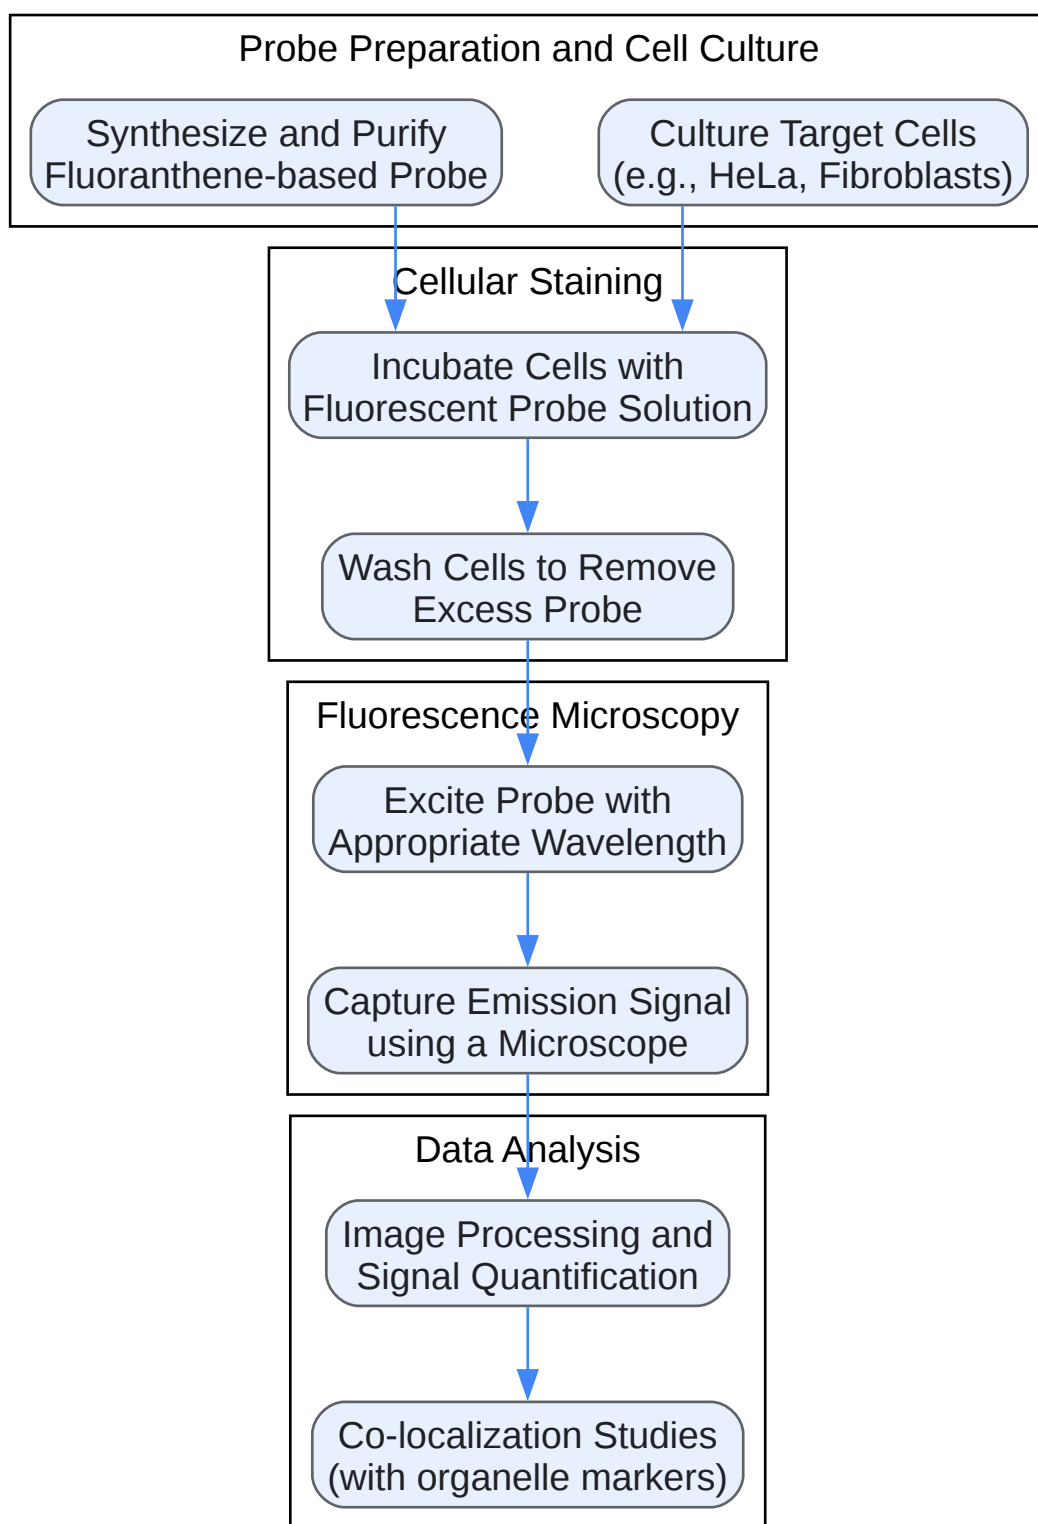 Probe Preparation and Cell Culture
Synthesize and Purify
Fluoranthene-based Probe
Culture Target Cells
(e.g., HeLa, Fibroblasts)
Cellular Staining
Incubate Cells with
Fluorescent Probe Solution
Wash Cells to Remove
Excess Probe
Fluorescence Microscopy
Excite Probe with
Appropriate Wavelength
Capture Emission Signal
using a Microscope
Data Analysis
Image Processing and
Signal Quantification
Co-localization Studies
(with organelle markers)